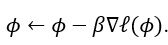 𝜙 ← 𝜙 − 𝛽∇ℓ(𝜙).